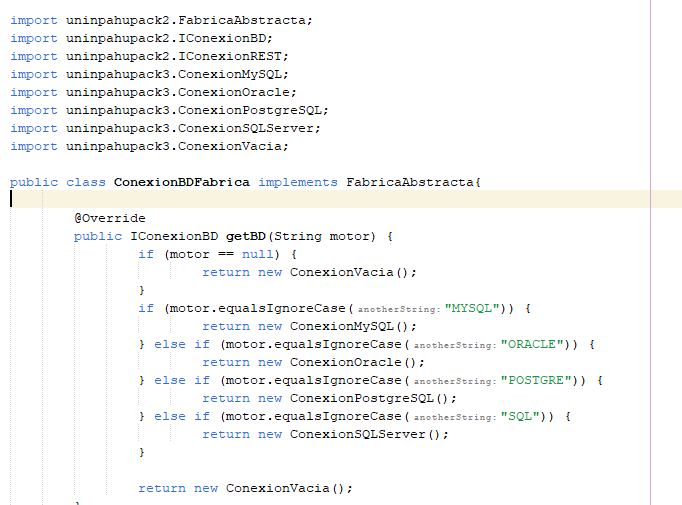 import uninpahupack2.FabricaAbstracta;
import uninpahupack2.IConexionBD;
import uninpahupack2.IConexionREST;
import uninpahupack3.ConexionMySQL;
import uninpahupack3.ConexionOracle;
import uninpahupack3.ConexionPostgreSQL;
import uninpahupack3.ConexionSQLServer;
import uninpahupack3.ConexionVacia;
public class ConexionBDFabrica implements FabricaAbstracta{
@Override
public IConexionBD getBD(String motor) {
if (motor == null) {
return new ConexionVacia();
}
if (motor.equalsIgnoreCase( anotherString: "MYSQL")) {
return new ConexionMySQL();
} else if (motor.equalsIgnoreCase( anotherString: "ORACLE")) {
return new ConexionOracle();
} else if (motor.equalsIgnoreCase( anotherString: "POSTGRE")) {
return new ConexionPostgreSQL();
} else if (motor.equalsIgnoreCase( anotherString: "SQL")) {
return new ConexionSQLServer();
}
return new ConexionVacia();
}